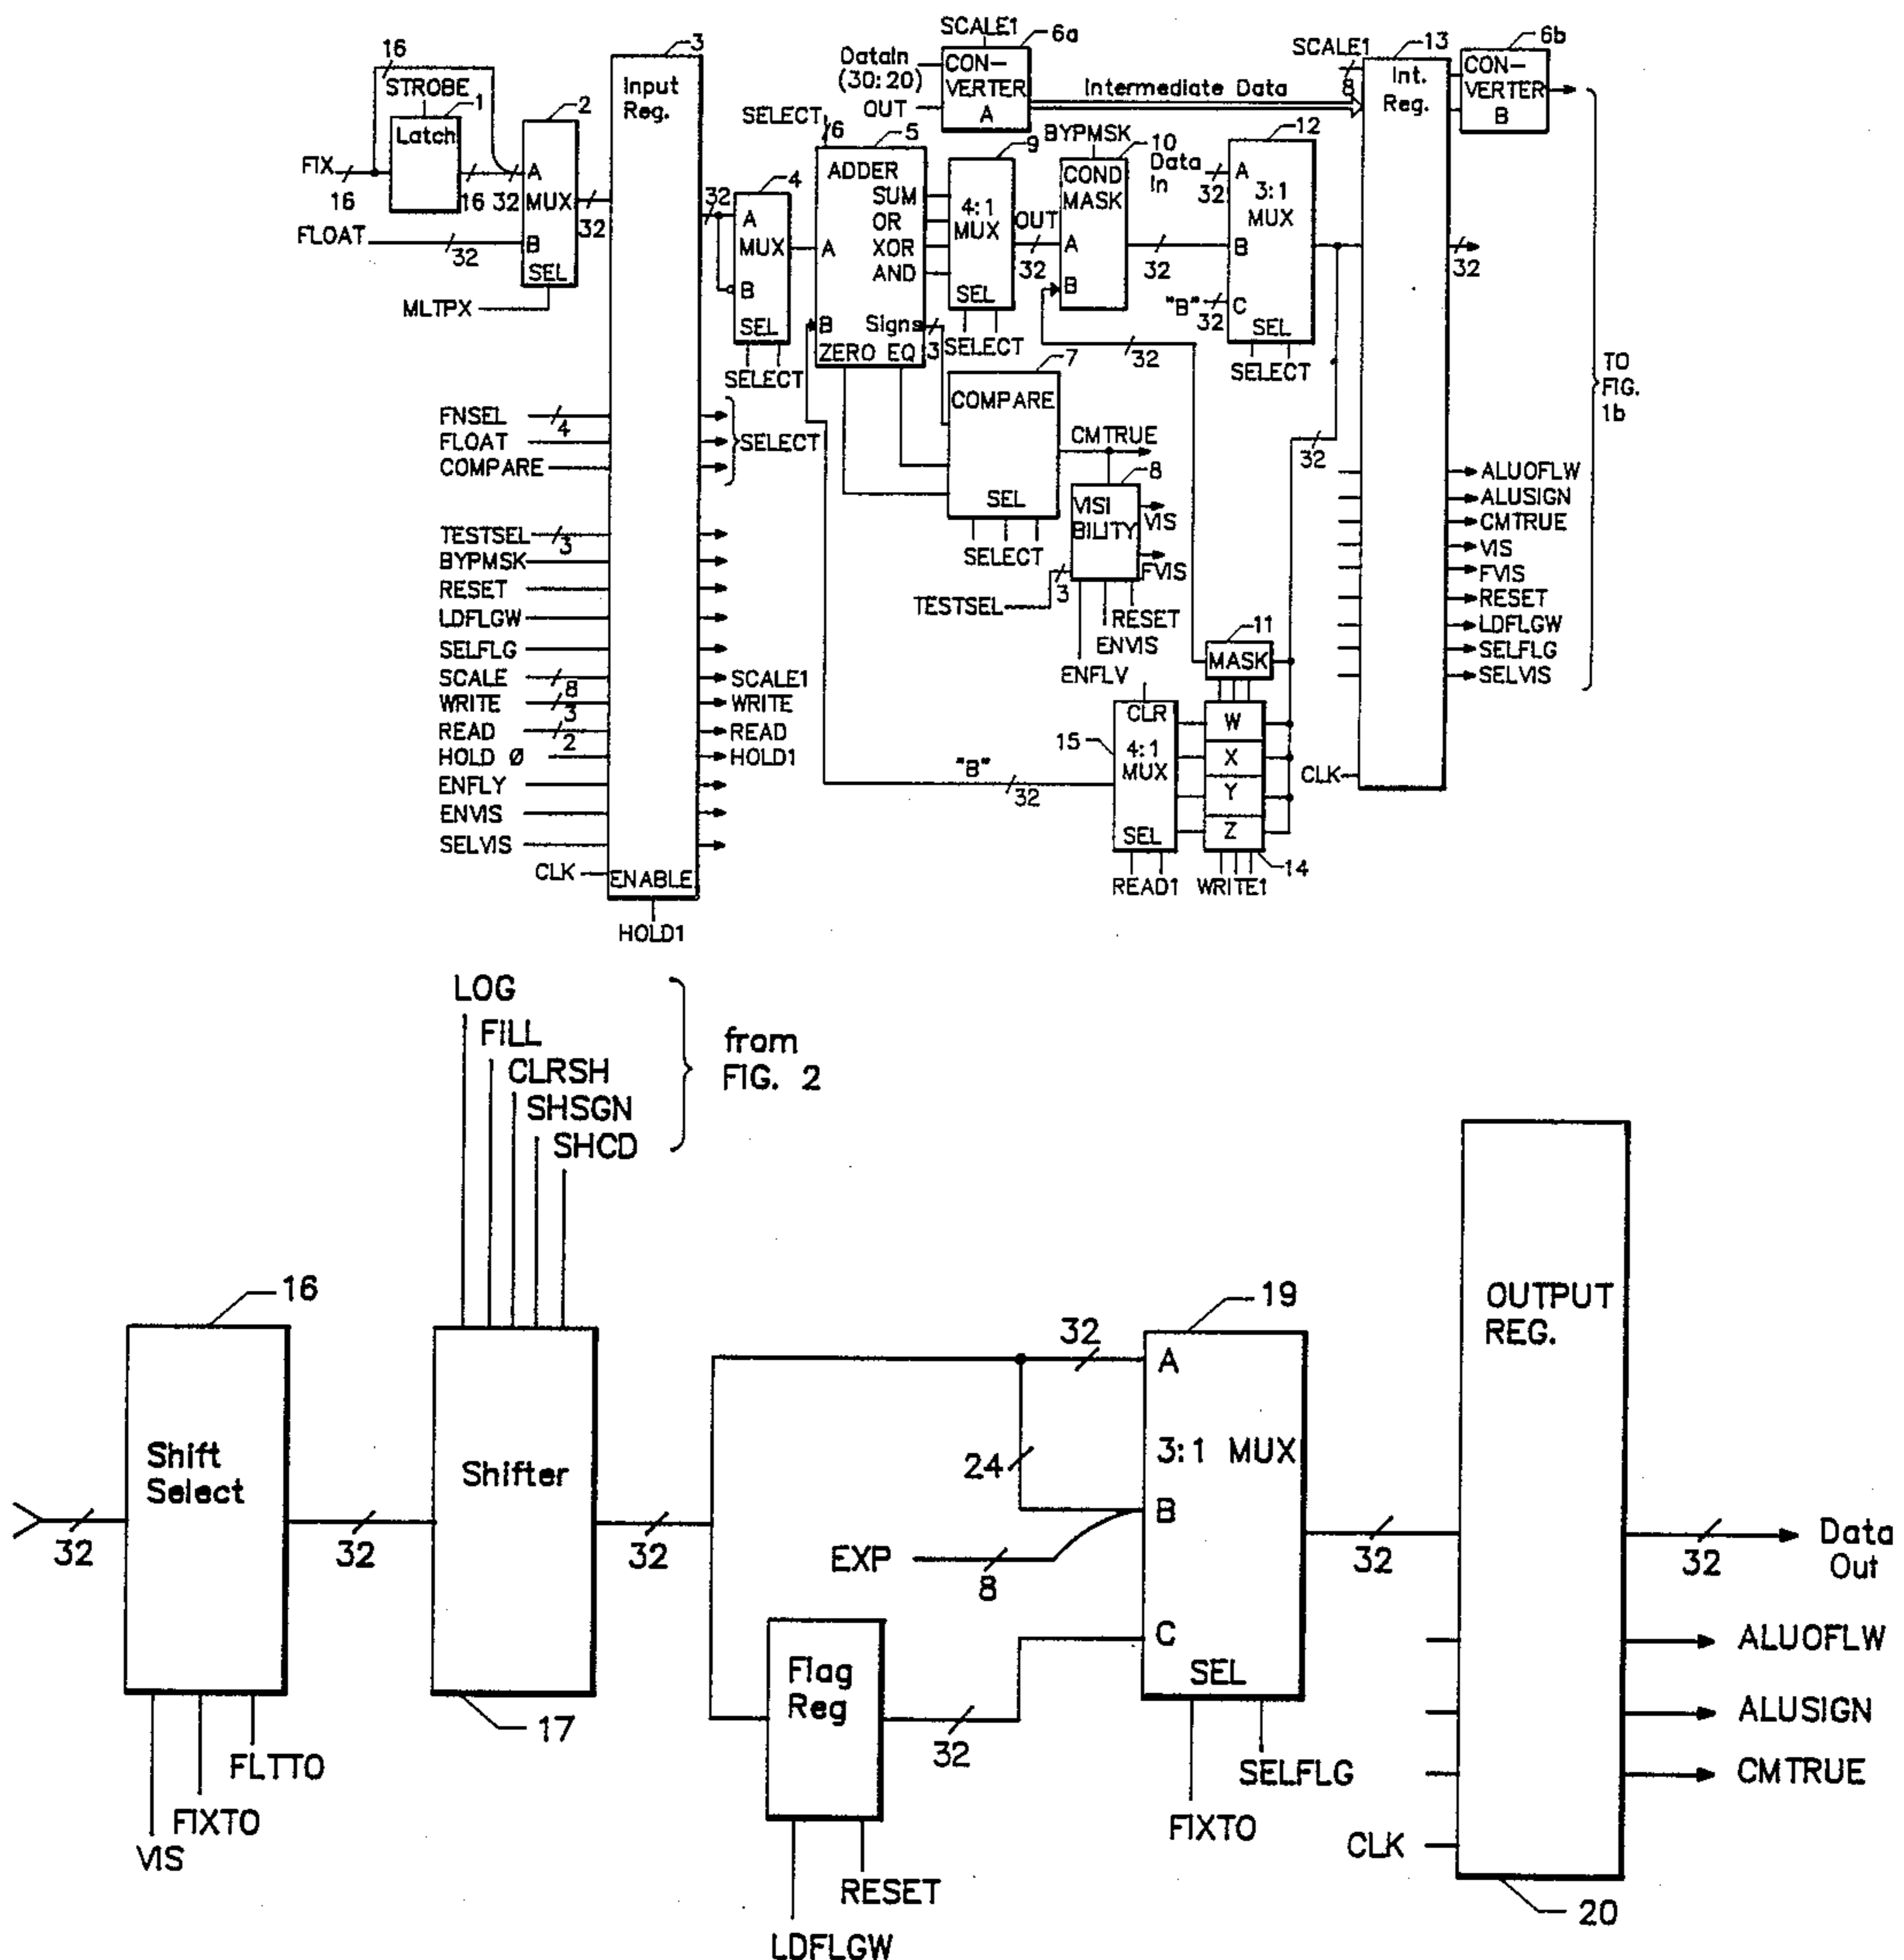 16
STROBE
1
Latch
FIX
16
16
32
2
A
MUX
B
SEL
32
FLOAT
32
MLTPX
3
Input
Reg.
FNSEL
4
FLOAT
COMPARE
SELECT
TESTSEL
3
BYPMSK
RESET
LDFLGW
SELFLG
SCALE
8
SCALE1
WRITE
3
WRITE
READ
2
READ
HOLD Ø
HOLD1
ENFLY
ENVIS
SELVIS
CLK
ENABLE
HOLD1
32
4
A
MUX
B
SEL
SELECT
SELECT
6
5
ADDER
SUM
OR
XOR
AND
A
B
Signs
3
ZERO EQ
SCALE1
6a
DataIn
(30:20)
OUT
CON-
VERTER
A
Intermediate Data
9
4:1
MUX
SEL
SELECT
OUT
32
BYPMSK
10
COND
MASK
A
B
32
32
Data
In
32
12
A
3:1
MUX
B
"B"
32
C
SEL
SELECT
7
COMPARE
SEL
SELECT
CMTRUE
8
VISI
BILITY
VIS
FVIS
TESTSEL
3
RESET
ENVIS
ENFLV
11
MASK
32
CLR
15
4:1
MUX
SEL
READ1
W
X
Y
Z
14
WRITE1
"B"
32
SCALE1
8
13
Int.
Reg.
CLK
6b
CON-
VERTER
B
32
ALUOFLW
ALUSIGN
CMTRUE
VIS
FVIS
RESET
LDFLGW
SELFLG
SELVIS
TO
FIG.
1b
LOG
FILL
CLRSH
SHSGN
SHCD
from
FIG. 2
16
Shift
Select
32
32
VIS
FIXTO
FLTTO
Shifter
17
32
32
24
EXP
8
Flag
Reg
32
LDFLGW
RESET
19
A
3:1 MUX
B
C
SEL
FIXTO
SELFLG
32
OUTPUT
REG.
20
32
Data
Out
ALUOFLW
ALUSIGN
CMTRUE
CLK